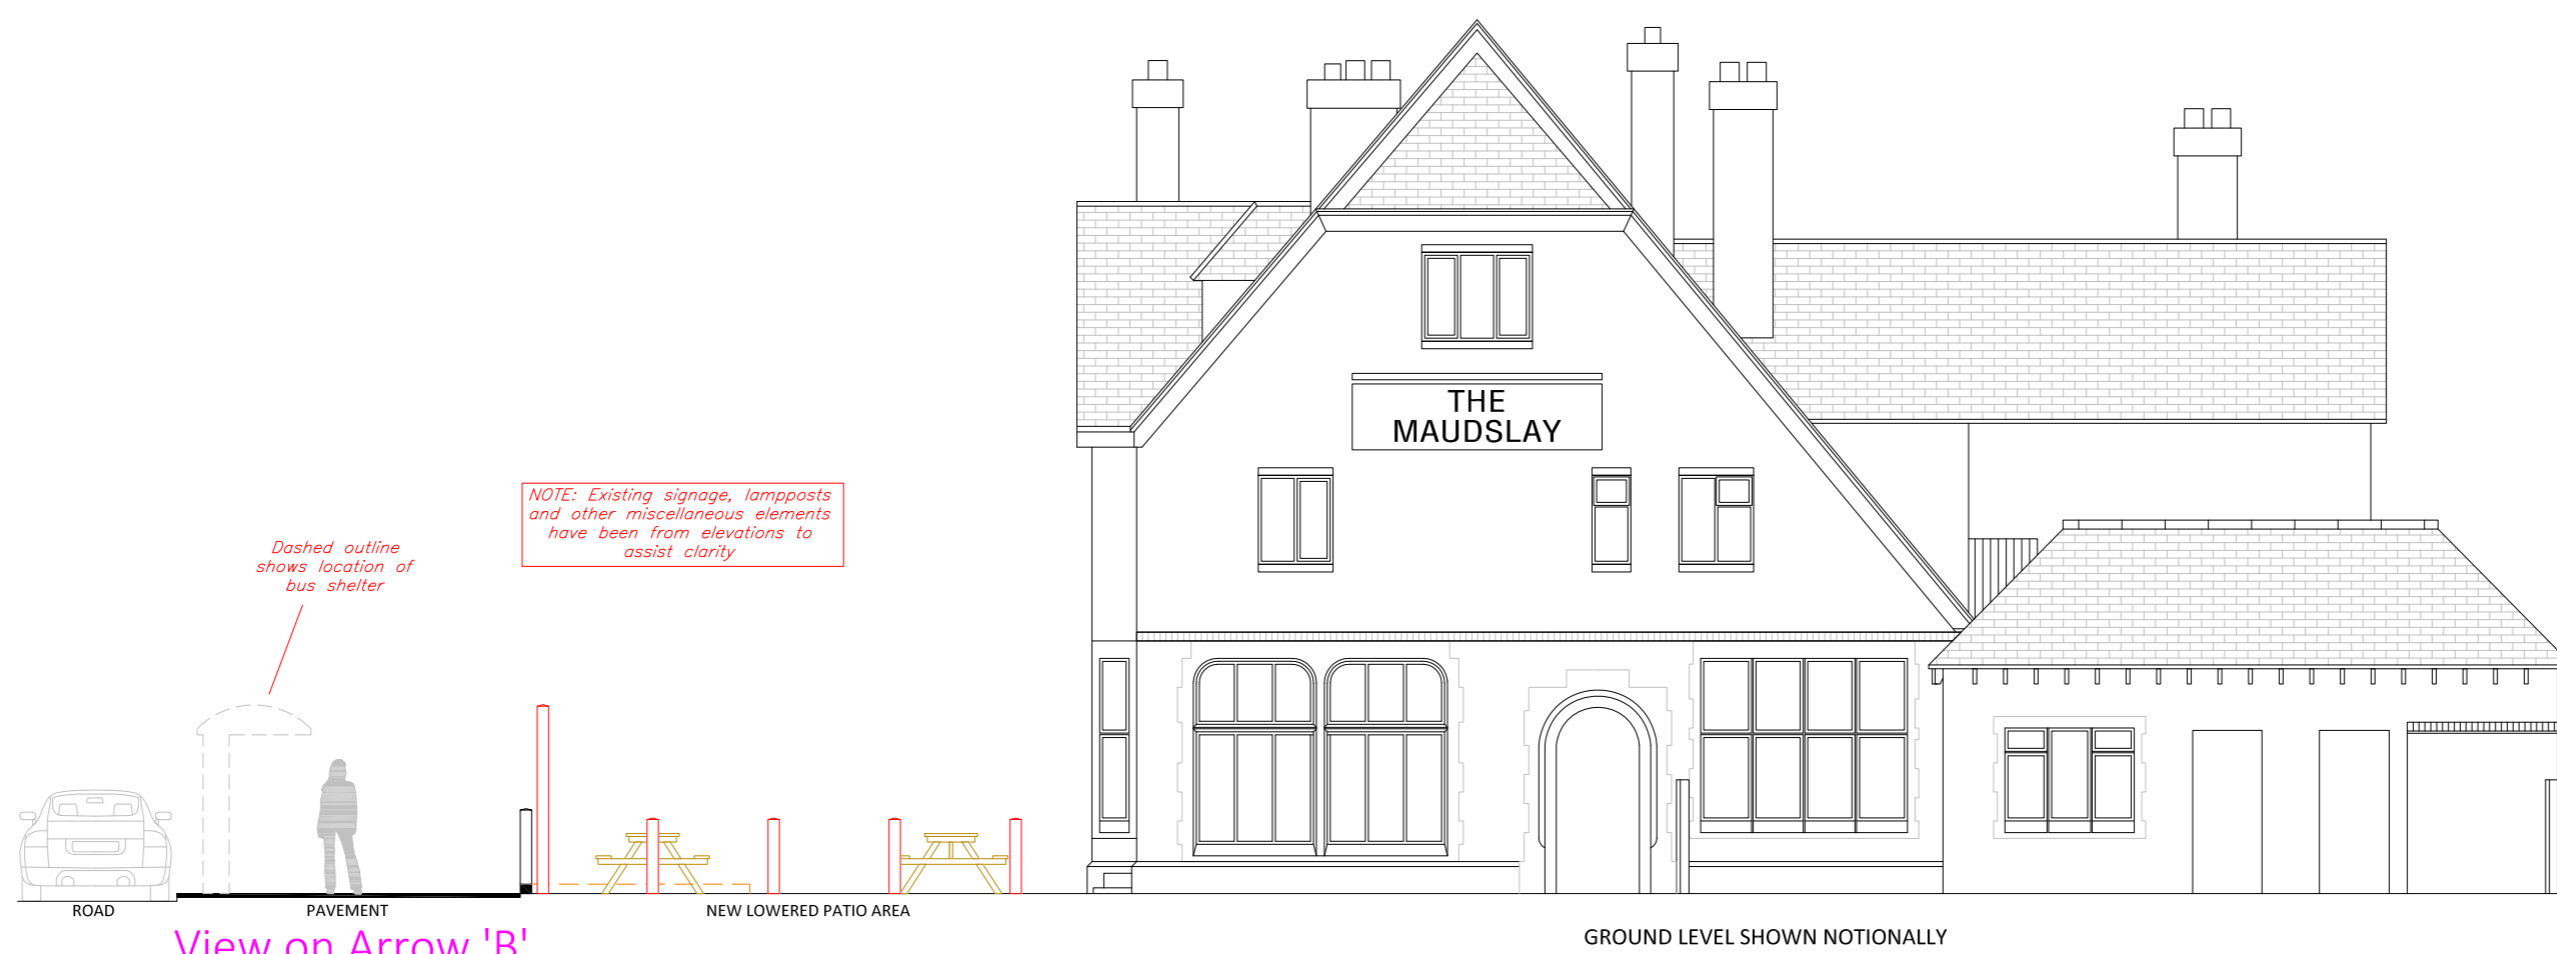 THE
MAUDSLAY
NOTE: Existing signage, lampposts
and other miscellaneous elements
have been from elevations to
assist clarity
Dashed outline
shows location of
bus shelter
ROAD
PAVEMENT
NEW LOWERED PATIO AREA
View on Arrow 'B'
GROUND LEVEL SHOWN NOTIONALLY